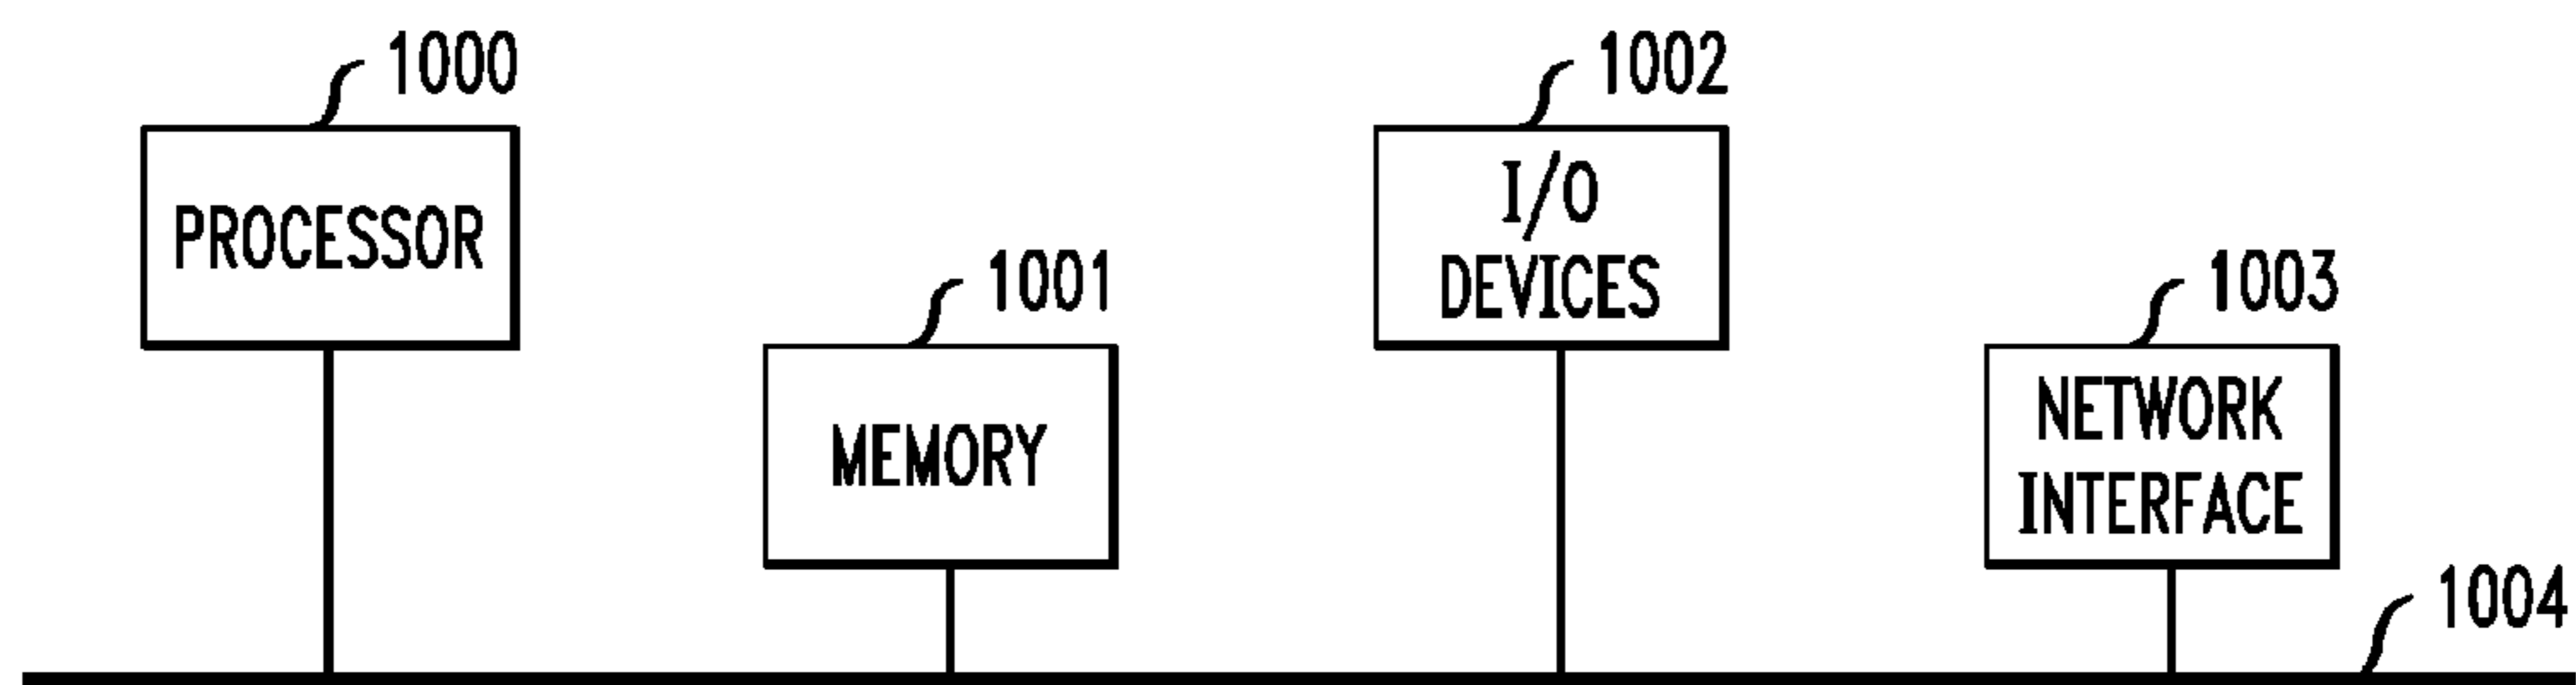 1000
PROCESSOR
1001
MEMORY
1002
I/O
DEVICES
1003
NETWORK
INTERFACE
1004